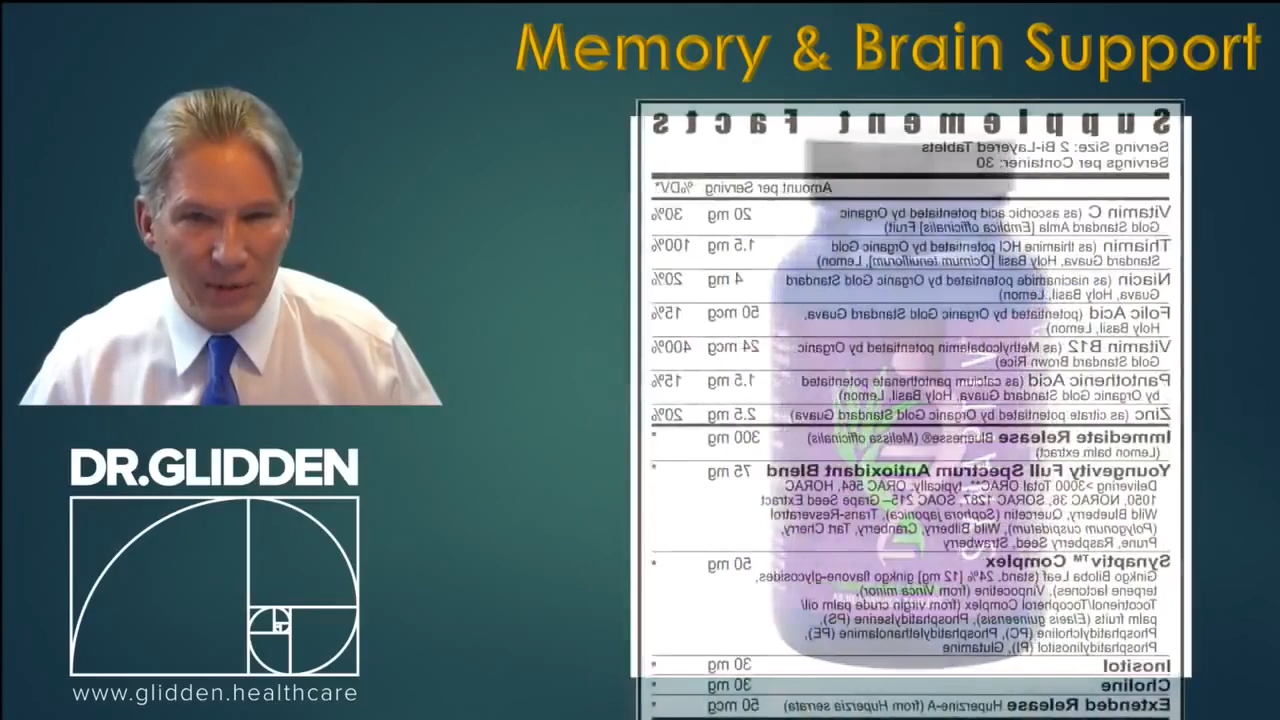 Memory & Brain Support
Supplement Facts
Serving Size: 2 Bi-Layered Tablets
Servings per Container: 30
Amount per Serving %DV*
Vitamin C (as ascorbic acid potentiated by Organic 20 mg 30%
Gold Standard Amla [Emblica officinalis] Fruit)
Thiamin (as thiamine HCl potentiated by Organic Gold 1.5 mg 100%
Standard Guava, Holy Basil [Ocimum tenuiflorum], Lemon)
Niacin (as niacinamide potentiated by Organic Gold Standard 4 mg 20%
Guava, Holy Basil, Lemon)
Folic Acid (potentiated by Organic Gold Standard Guava, 50 mcg 15%
Holy Basil, Lemon)
Vitamin B12 (as Methylcobalamin potentiated by Organic 24 mcg 400%
Gold Standard Brown Rice)
Pantothenic Acid (as calcium pantothenate potentiated 1.5 mg 15%
by Organic Gold Standard Guava, Holy Basil, Lemon)
Zinc (as citrate potentiated by Organic Gold Standard Guava) 2.5 mg 20%
Immediate Release Bluenesse® (Melissa officinalis) 300 mg *
(Lemon balm extract)
Youngevity Full Spectrum Antioxidant Blend 75 mg *
Delivering >3000 Total ORAC**, typically, ORAC 564, HORAC
1050, NORAC 36, SORAC 1287, SOAC 215– Grape Seed Extract
Wild Blueberry, Quercetin (Sophora japonica), Trans-Resveratrol
(Polygonum cuspidatum), Wild Bilberry, Cranberry, Tart Cherry,
Prune, Raspberry Seed, Strawberry
Synaptiv™ Complex 50 mg *
Ginkgo Biloba Leaf (stand. 24% [12 mg] ginkgo flavone-glycosides,
terpene lactones), Vinpocetine (from Vinca minor),
Tocotrienol/Tocopherol Complex (from virgin crude palm oil/
palm fruits (Elaeis guineensis), Phosphatidylserine (PS),
Phosphatidylcholine (PC), Phosphatidylethanolamine (PE),
Phosphatidylinositol (PI), Glutamine
Inositol 30 mg *
Choline 30 mg *
Extended Release Huperzine-A (from Huperzia serrata) 50 mcg *
DR.GLIDDEN
www.glidden.healthcare